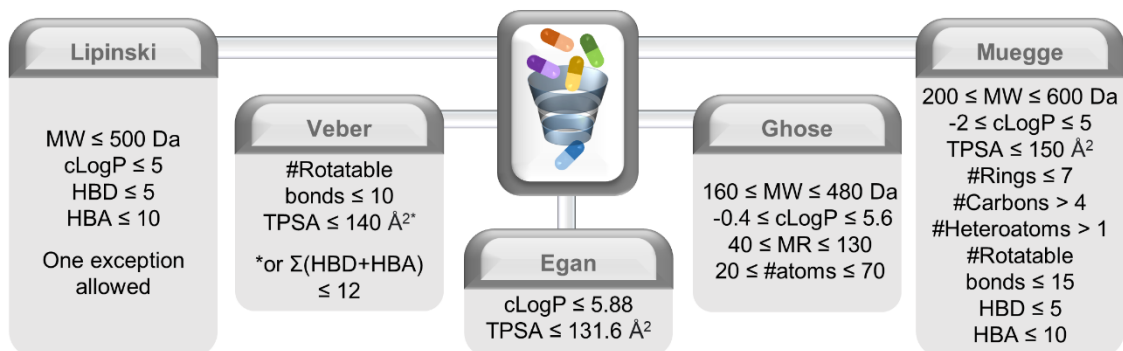 Lipinski
MW ≤ 500 Da
cLogP ≤ 5
HBD ≤ 5
HBA ≤ 10
One exception
allowed
Veber
#Rotatable
bonds ≤ 10
TPSA ≤ 140 Å²*
*or Σ(HBD+HBA)
≤ 12
Egan
cLogP ≤ 5.88
TPSA ≤ 131.6 Å²
Ghose
160 ≤ MW ≤ 480 Da
-0.4 ≤ cLogP ≤ 5.6
40 ≤ MR ≤ 130
20 ≤ #atoms ≤ 70
Muegge
200 ≤ MW ≤ 600 Da
-2 ≤ cLogP ≤ 5
TPSA ≤ 150 Å²
#Rings ≤ 7
#Carbons > 4
#Heteroatoms > 1
#Rotatable
bonds ≤ 15
HBD ≤ 5
HBA ≤ 10